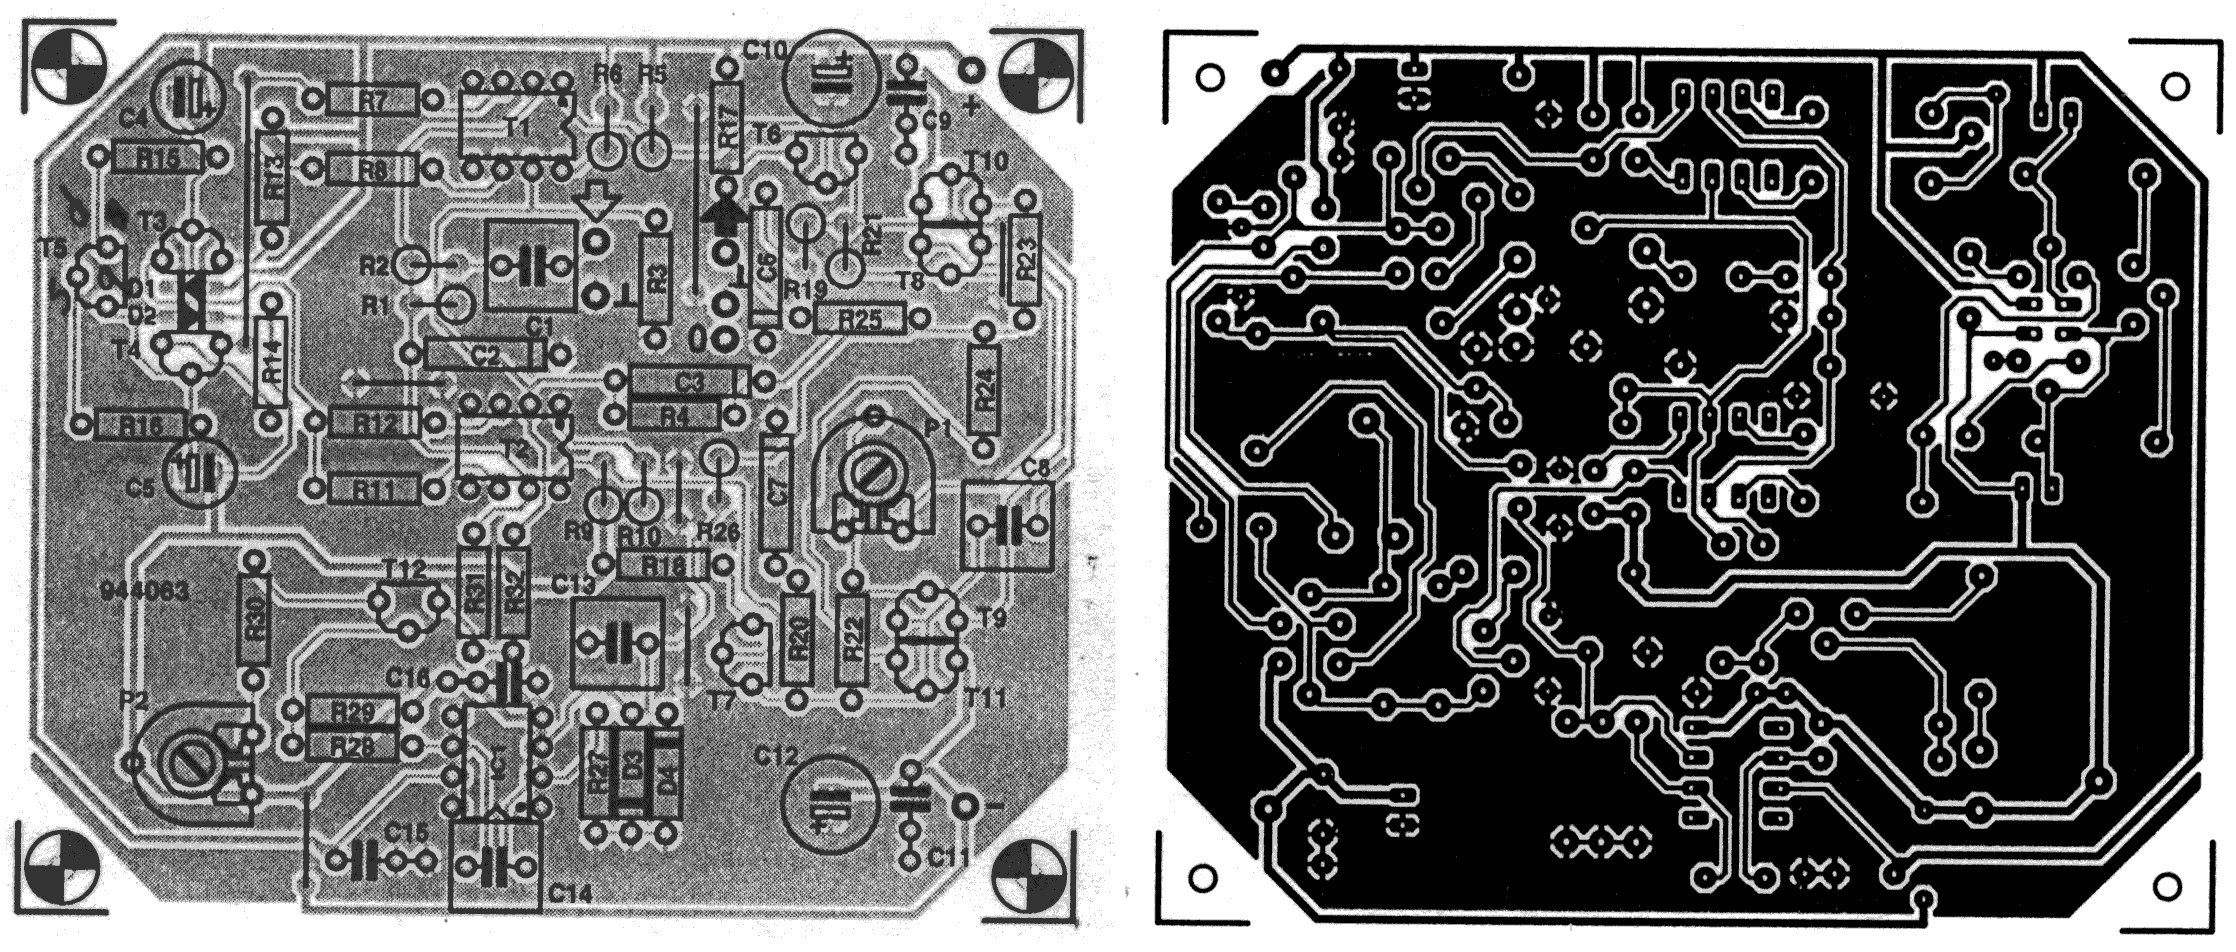 C10
R6 R5
C4 R7 T1 R17 + C9
T6
R15 R13 R8 T10
T3
T5 R21
R2 C6 R23
D1 R3 T8
D2 R1 R19
C1 R25
T4 R14 C2 0
C3 R24
R16 R12 R4 P1
T2
C5 R11 C7 C8
R9 R10 R26
R18
T12 C13
944063 R31 R32
R30 R20 R22 T9
C16
P2 R29 T7 T11
R28
IC1 C12
R27 D3 D4 -
C15 C11
C14